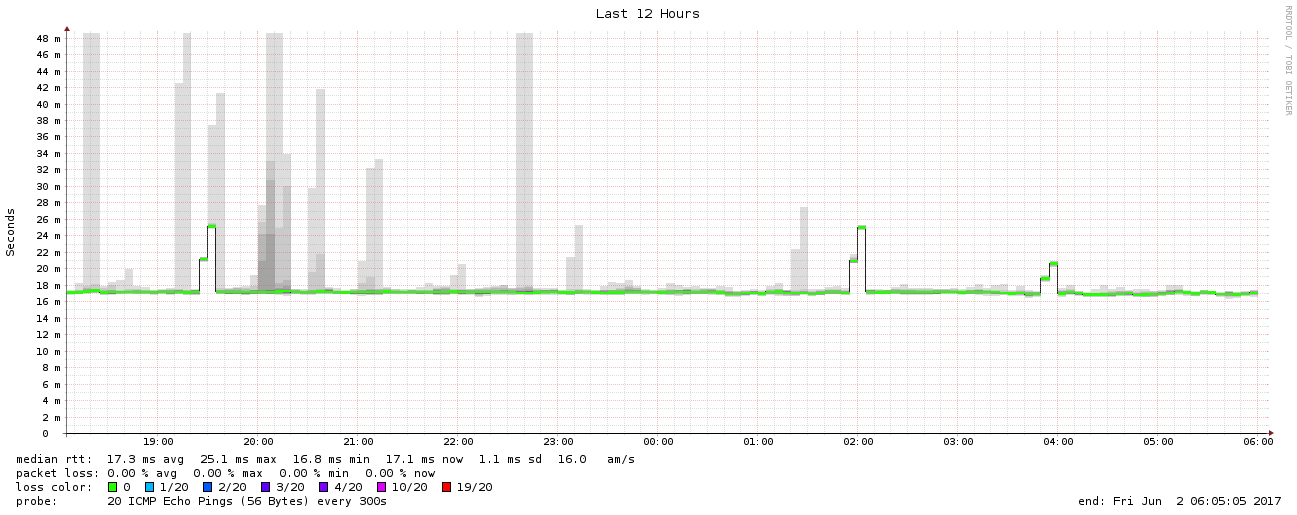 Last 12 Hours
RRDTOOL / TOBI OETIKER
Seconds
48 m
46 m
44 m
42 m
40 m
38 m
36 m
34 m
32 m
30 m
28 m
26 m
24 m
22 m
20 m
18 m
16 m
14 m
12 m
10 m
8 m
6 m
4 m
2 m
0
19:00 20:00 21:00 22:00 23:00 00:00 01:00 02:00 03:00 04:00 05:00 06:00
median rtt: 17.3 ms avg 25.1 ms max 16.8 ms min 17.1 ms now 1.1 ms sd 16.0 am/s
packet loss: 0.00 % avg 0.00 % max 0.00 % min 0.00 % now
loss color: 0 1/20 2/20 3/20 4/20 10/20 19/20
probe: 20 ICMP Echo Pings (56 Bytes) every 300s end: Fri Jun 2 06:05:05 2017